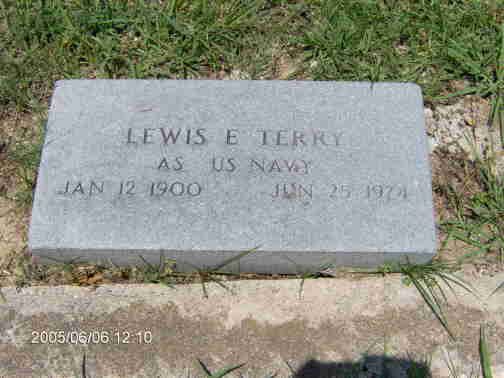 LEWIS E TERRY
AS US NAVY
JAN 12 1900 JUN 25 1974
2005/06/06 12:10